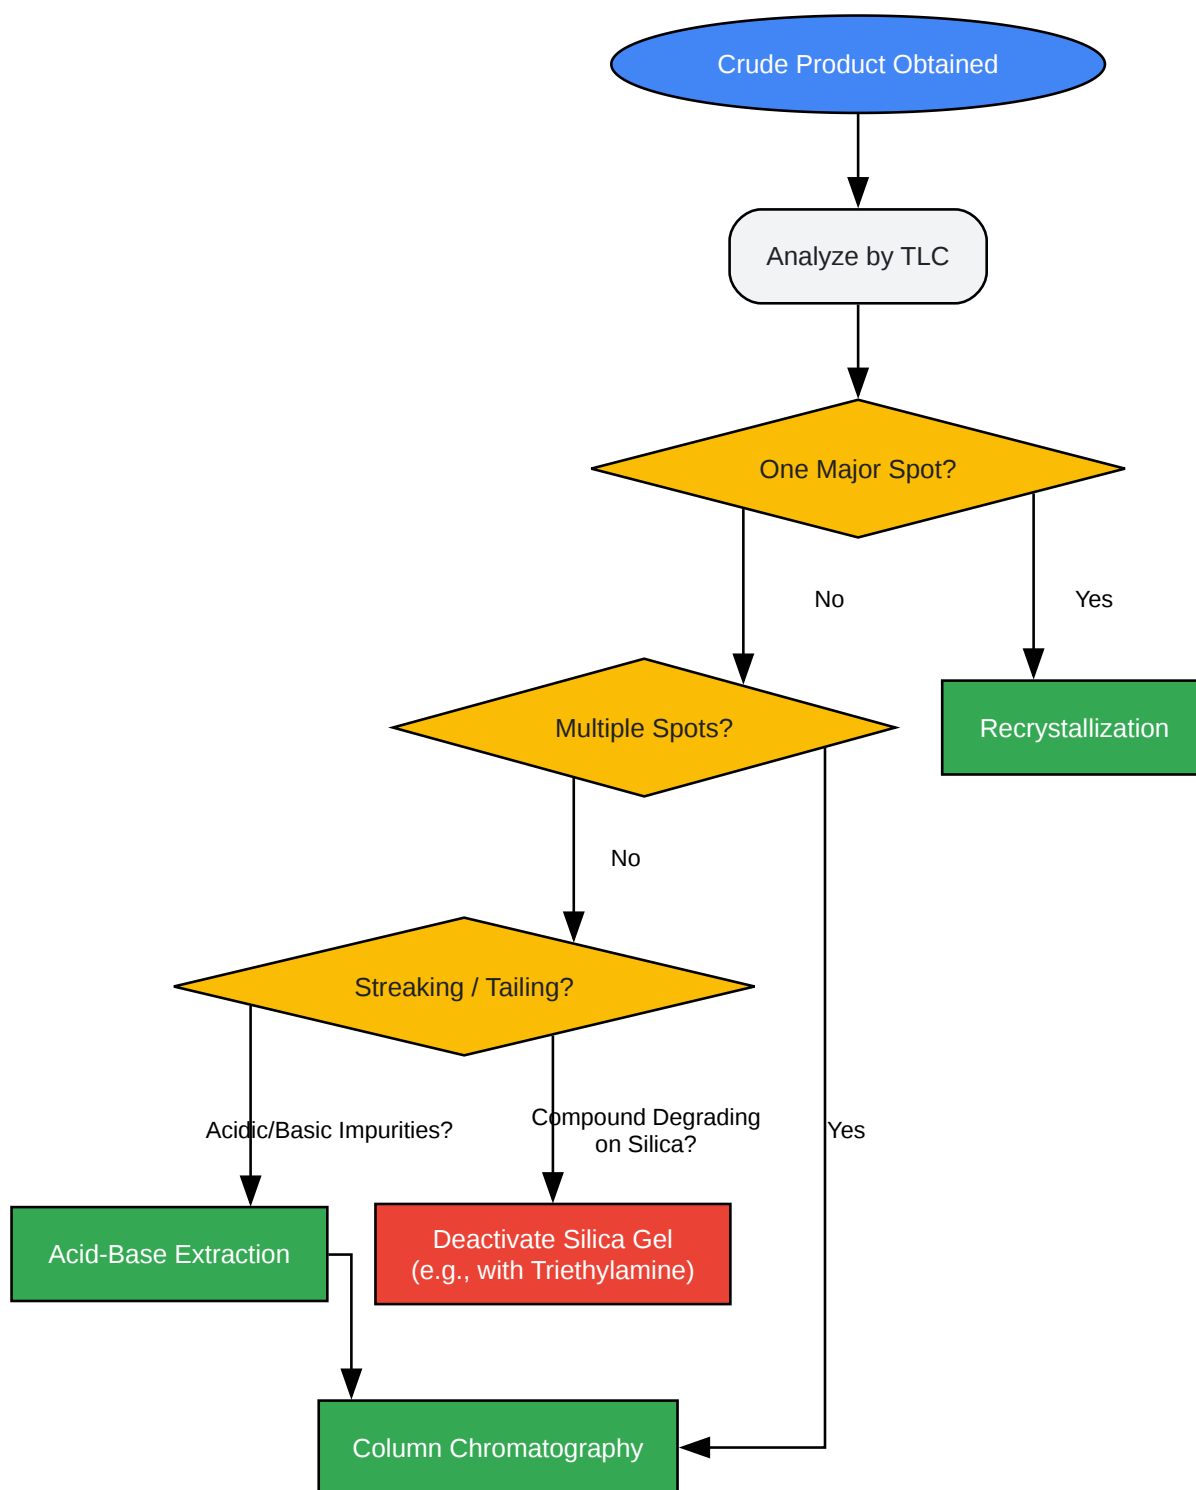 Crude Product Obtained
Analyze by TLC
One Major Spot?
No
Yes
Multiple Spots?
Recrystallization
No
Streaking / Tailing?
Acidic/Basic Impurities?
Compound Degrading
on Silica?
Yes
Acid-Base Extraction
Deactivate Silica Gel
(e.g., with Triethylamine)
Column Chromatography